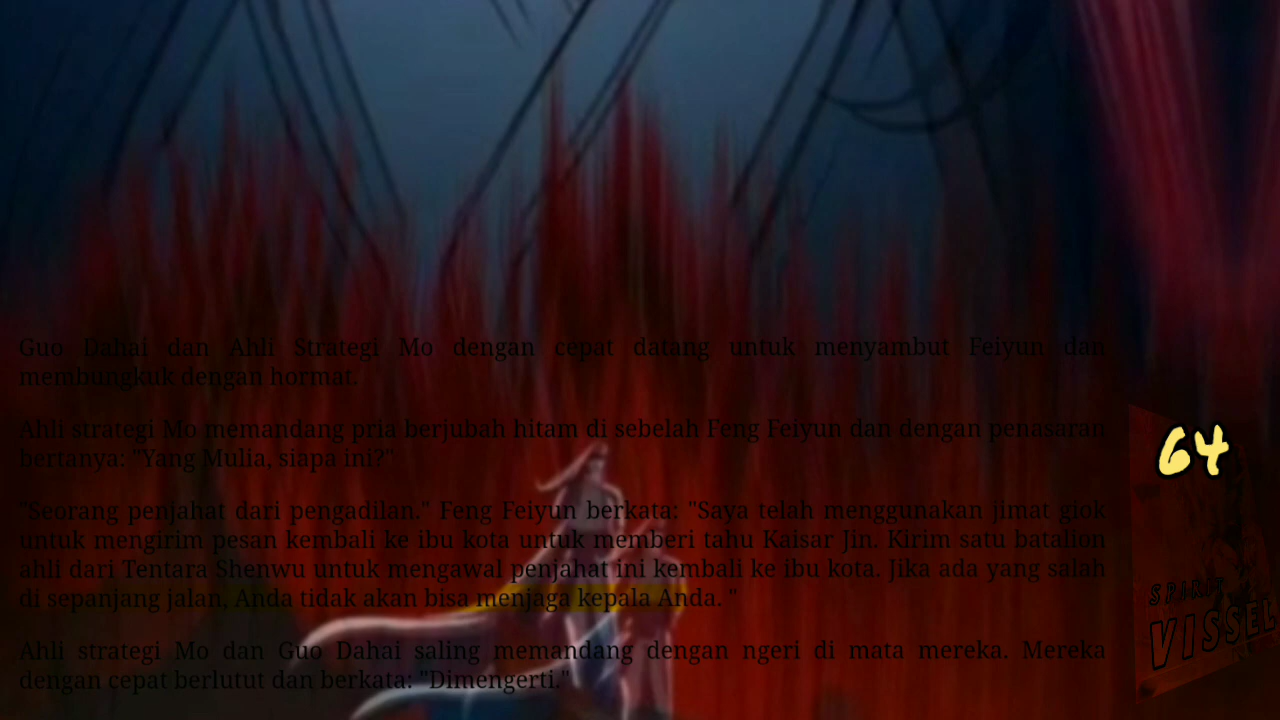 Guo Dahai dan Ahli Strategi Mo dengan cepat datang untuk menyambut Feiyun dan
membungkuk dengan hormat.
Ahli strategi Mo memandang pria berjubah hitam di sebelah Feng Feiyun dan dengan penasaran
bertanya: "Yang Mulia, siapa ini?"
"Seorang penjahat dari pengadilan." Feng Feiyun berkata: "Saya telah menggunakan jimat giok
untuk mengirim pesan kembali ke ibu kota untuk memberi tahu Kaisar Jin. Kirim satu batalion
ahli dari Tentara Shenwu untuk mengawal penjahat ini kembali ke ibu kota. Jika ada yang salah
di sepanjang jalan, Anda tidak akan bisa menjaga kepala Anda. "
Ahli strategi Mo dan Guo Dahai saling memandang dengan ngeri di mata mereka. Mereka
dengan cepat berlutut dan berkata: "Dimengerti."
64
SPIRIT
VISSEL